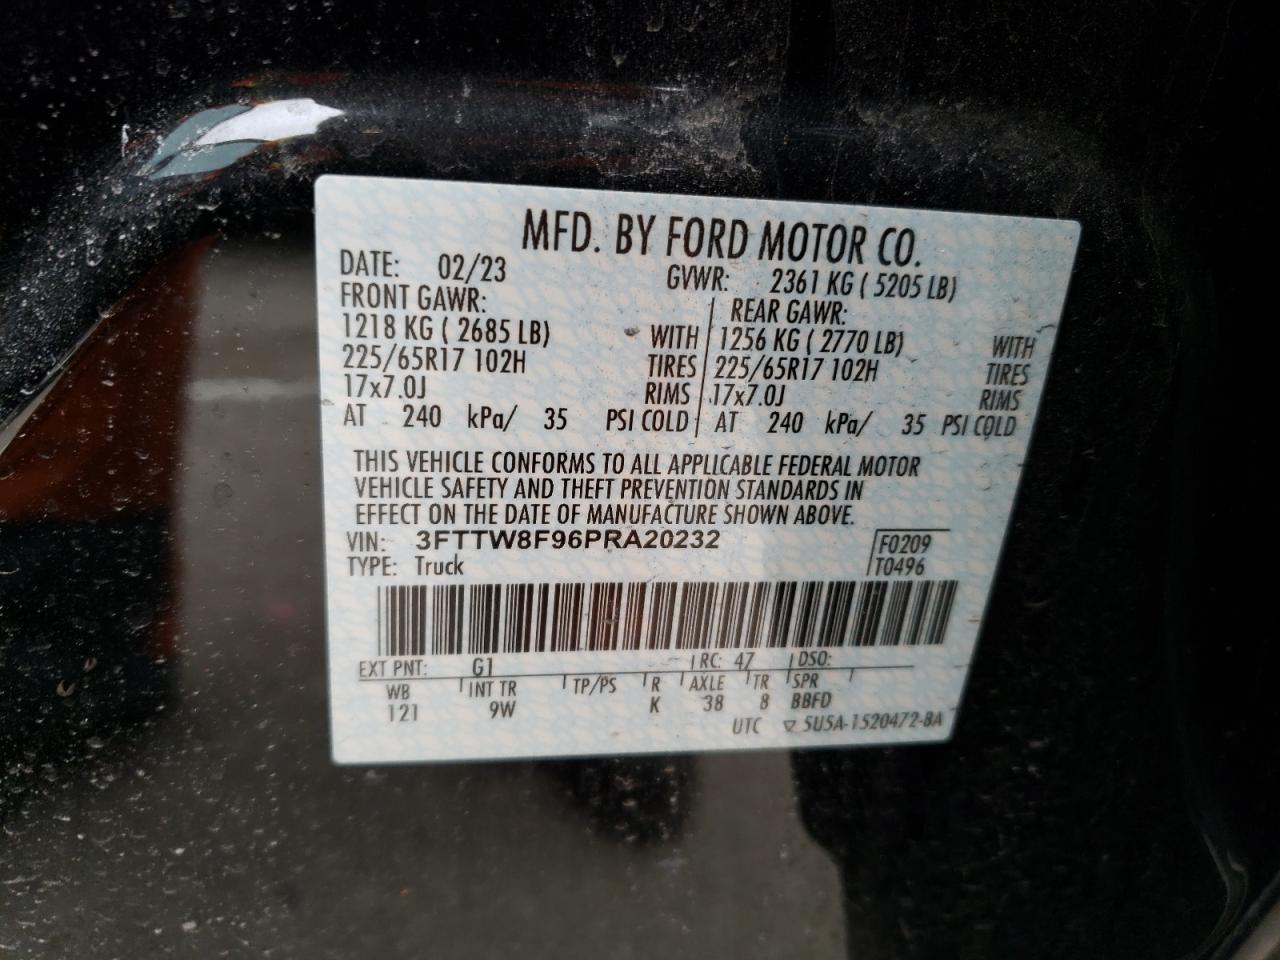 MFD. BY FORD MOTOR CO.
DATE: 02/23 GVWR: 2361 KG ( 5205 LB)
FRONT GAWR: REAR GAWR:
1218 KG ( 2685 LB) WITH 1256 KG ( 2770 LB) WITH
225/65R17 102H TIRES 225/65R17 102H TIRES
17x7.0J RIMS 17x7.0J RIMS
AT 240 kPa/ 35 PSI COLD AT 240 kPa/ 35 PSI COLD
THIS VEHICLE CONFORMS TO ALL APPLICABLE FEDERAL MOTOR
VEHICLE SAFETY AND THEFT PREVENTION STANDARDS IN
EFFECT ON THE DATE OF MANUFACTURE SHOWN ABOVE.
VIN: 3FTTW8F96PRA20232 F0209
TYPE: Truck T0496
EXT PNT: G1 RC: 47 DSO:
WB INT TR TP/PS R AXLE TR SPR
121 9W K 38 8 BBFD
UTC ▽ 5U5A-1520472-BA